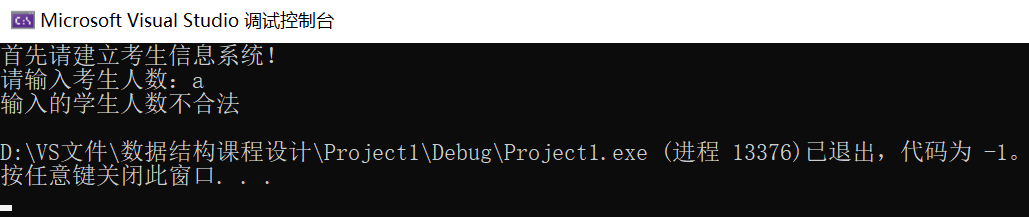 Microsoft Visual Studio 调试控制台
首先请建立考生信息系统!
请输入考生人数: a
输入的学生人数不合法
D:\VS文件\数据结构课程设计\Project1\Debug\Project1.exe (进程 13376)已退出，代码为 -1。
按任意键关闭此窗口. . .